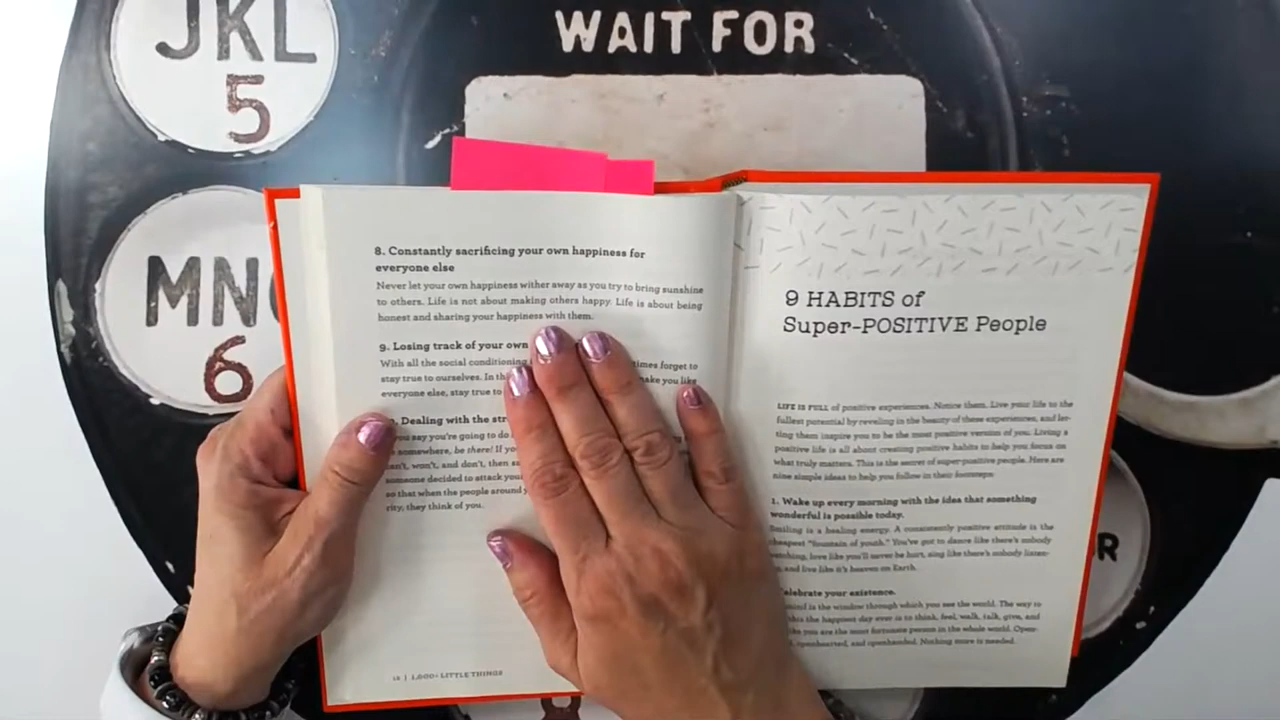 JKL
5
MN
6
WAIT FOR
8. Constantly sacrificing your own happiness for
everyone else
Never let your own happiness wither away as you try to bring sunshine
to others. Life is not about making others happy. Life is about being
honest and sharing your happiness with them.
9. Losing track of your own
With all the social conditioning times forget to
stay true to ourselves. In th make you like
everyone else, stay true to
Dealing with the str
you say you're going to do
somewhere, be there! If yo
can't, won't, and don't, then
someone decided to attack your
so that when the people around y
rity, they think of you.
12 | 1,000+ LITTLE THINGS
9 HABITS of
Super-POSITIVE People
LIFE IS FULL of positive experiences. Notice them. Live your life to the
fullest potential by reveling in the beauty of these experiences, and let-
ting them inspire you to be the most positive version of you. Living a
positive life is all about creating positive habits to help you focus on
what truly matters. This is the secret of super-positive people. Here are
nine simple ideas to help you follow in their footsteps.
1. Wake up every morning with the idea that something
wonderful is possible today.
Smiling is a healing energy. A consistently positive attitude is the
cheapest "fountain of youth." You've got to dance like there's nobody
watching, love like you'll never be hurt, sing like there's nobody listen-
and live like it's heaven on Earth.
elebrate your existence.
mind is the window through which you see the world. The way to
this the happiest day ever is to think, feel, walk, talk, give, and
like you are the most fortunate person in the whole world. Open-
openhearted, and openhanded. Nothing more is needed.
R